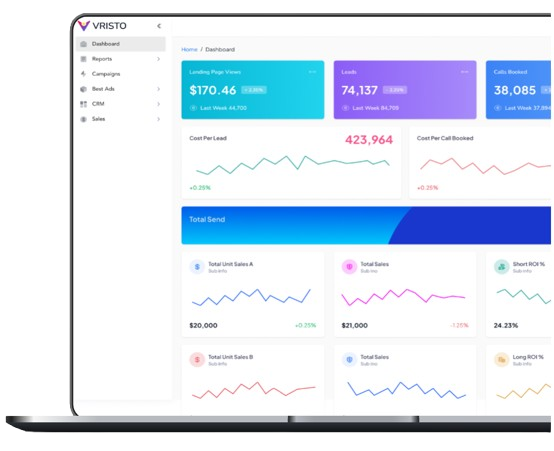 VRISTO
Dashboard
Reports
Campaigns
Best Ads
CRM
Sales
Home / Dashboard
Landing Page Views
$170.46
Last Week 44,700
Leads
74,137
Last Week 84,709
Calls Booked
38,085
Last Week 37,894
Cost Per Lead
423,964
+0.25%
Cost Per Call Booked
+0.25%
Total Send
Total Unit Sales A
Sub Info
$20,000
+0.25%
Total Sales
Sub Info
$21,000
-1.25%
Short ROI %
Sub Info
24.23%
Total Unit Sales B
Sub Info
Total Sales
Sub Info
Long ROI %
Sub Info